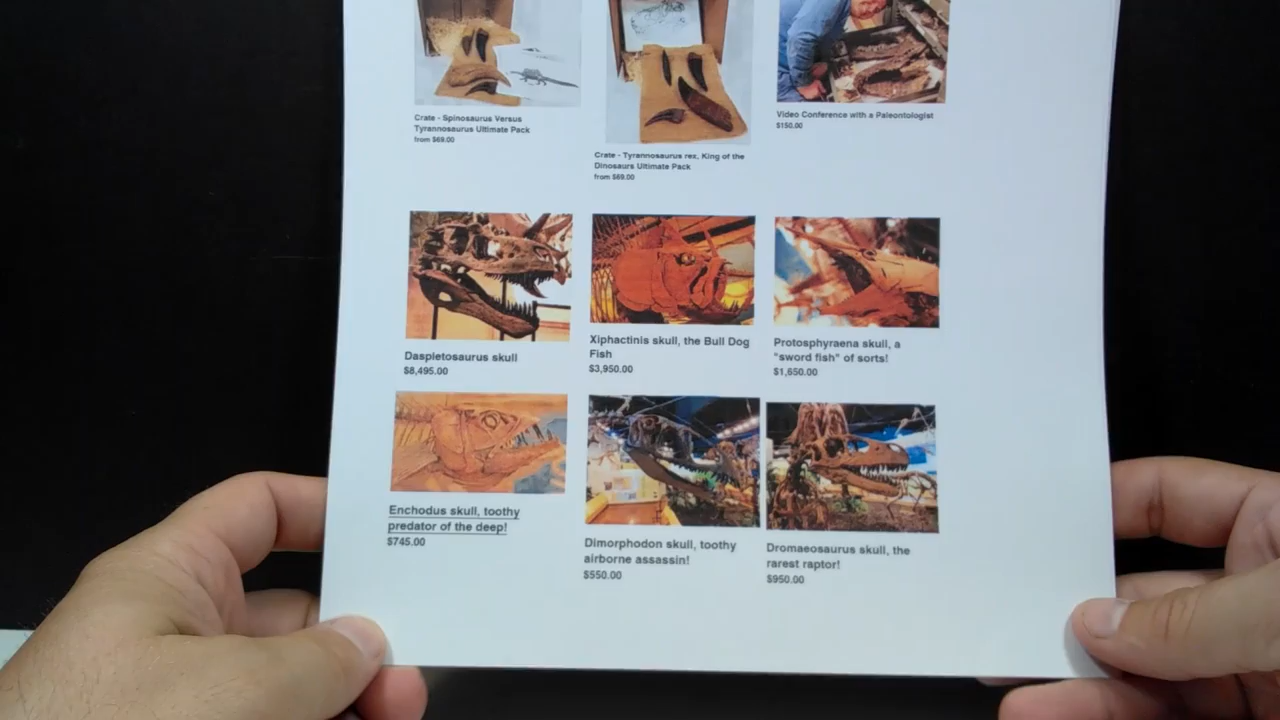 Crate - Spinosaurus Versus
Tyrannosaurus Ultimate Pack
from $69.00
Crate - Tyrannosaurus rex, King of the
Dinosaurs Ultimate Pack
from $69.00
Video Conference with a Paleontologist
$150.00
Daspletosaurus skull
$8,495.00
Xiphactinis skull, the Bull Dog
Fish
$3,950.00
Protosphyraena skull, a
"sword fish" of sorts!
$1,650.00
Enchodus skull, toothy
predator of the deep!
$745.00
Dimorphodon skull, toothy
airborne assassin!
$550.00
Dromaeosaurus skull, the
rarest raptor!
$950.00